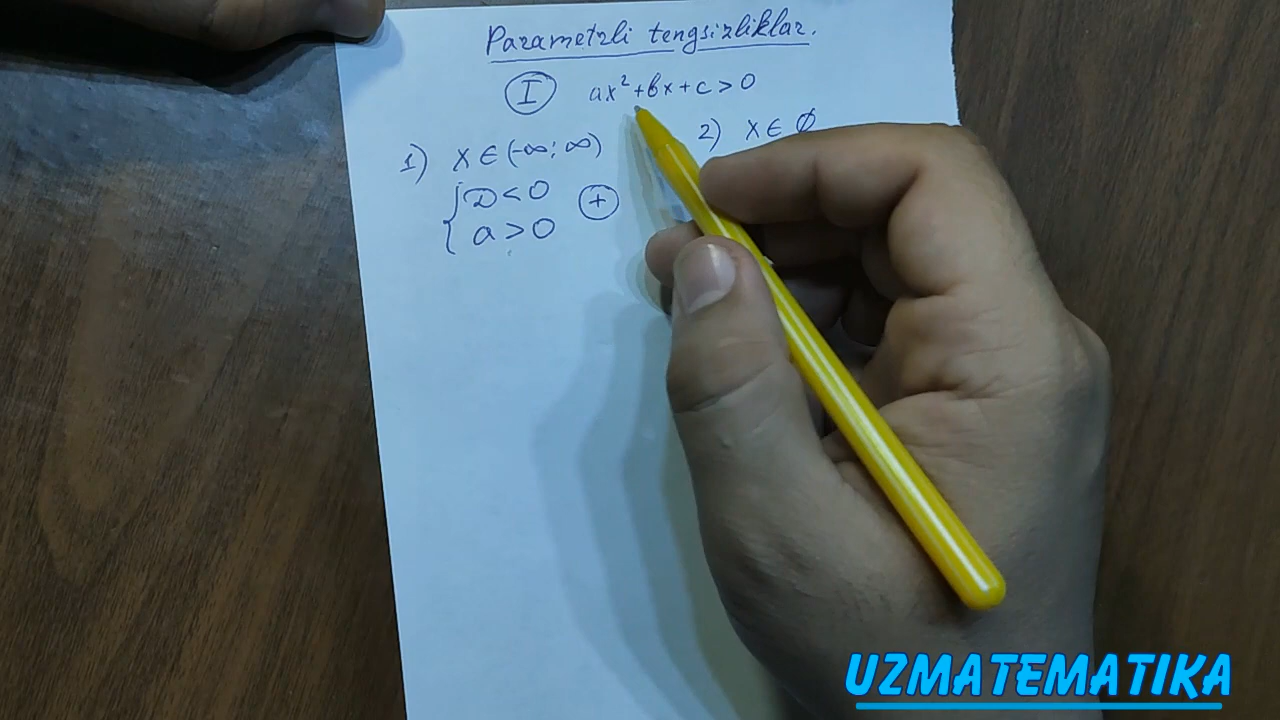 Parametrli tengsizliklar.
I ax²+bx+c>0
1) x∈(-∞;∞)
{ D<0
a>0
+
2) x∈∅
UZMATEMATIKA